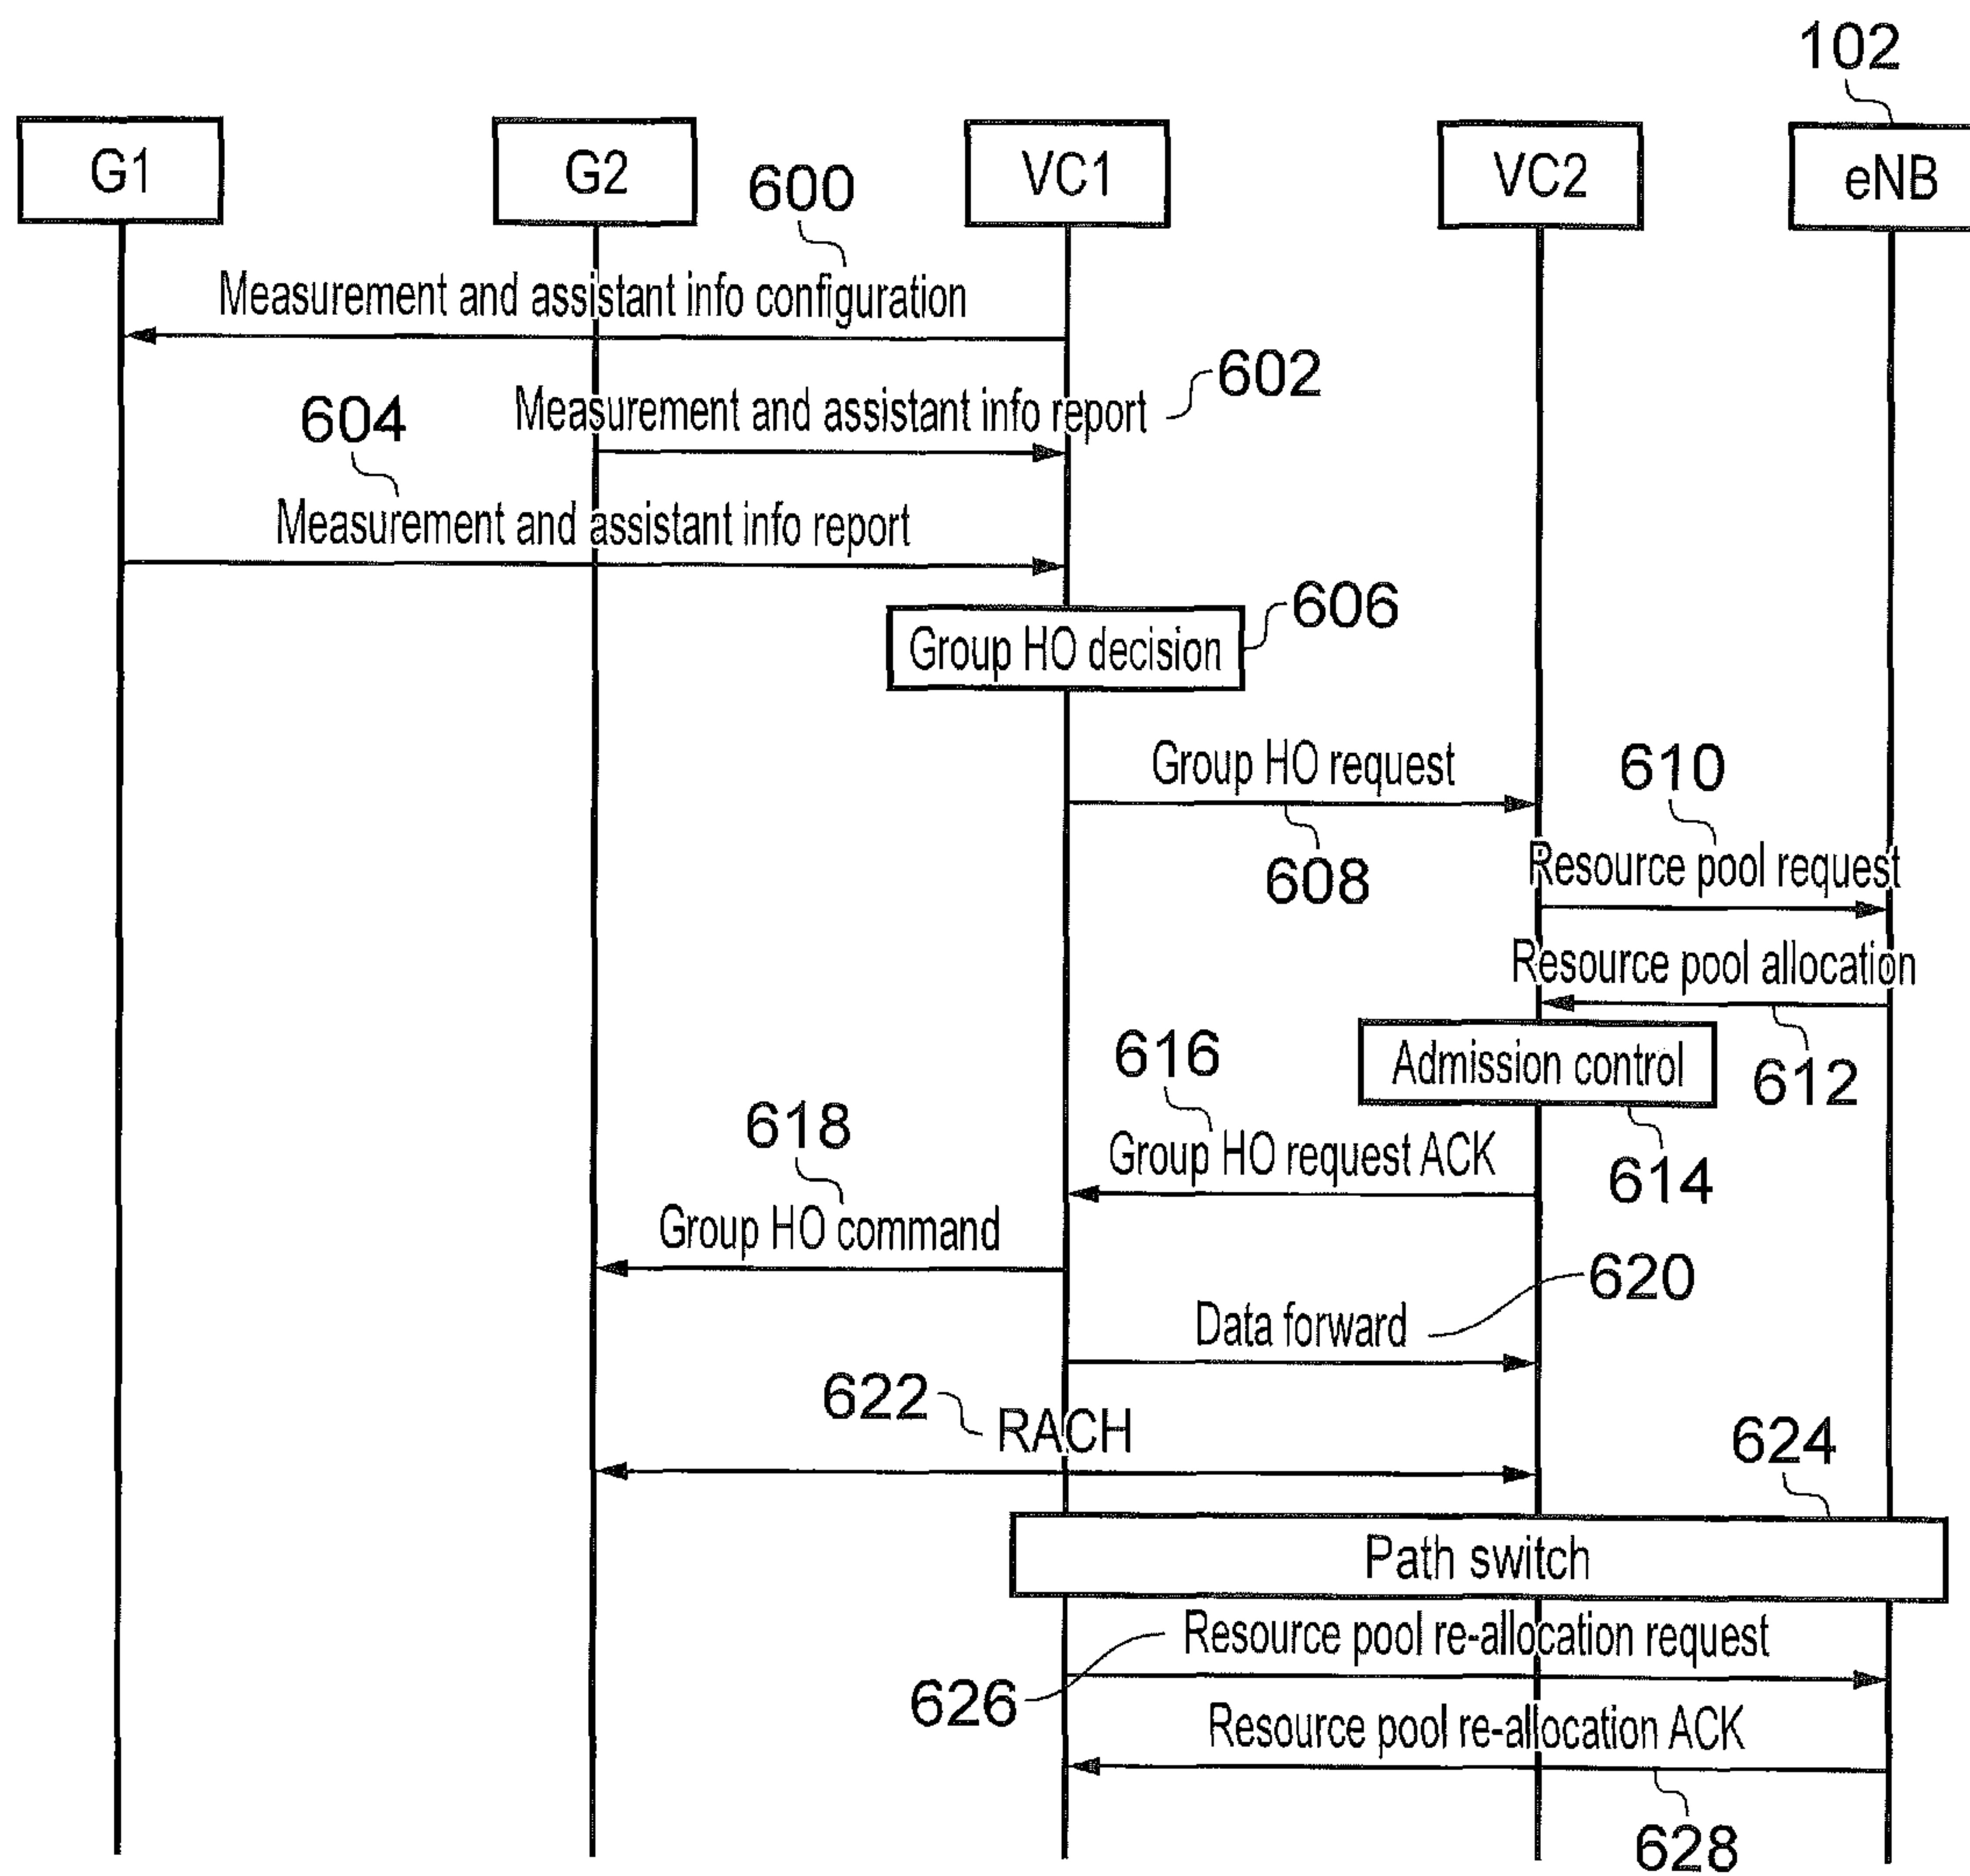 102
G1
G2
VC1
VC2
eNB
600
Measurement and assistant info configuration
602
Measurement and assistant info report
604
Measurement and assistant info report
606
Group HO decision
Group HO request
608
610
Resource pool request
Resource pool allocation
612
Admission control
614
616
Group HO request ACK
618
Group HO command
620
Data forward
622
RACH
624
Path switch
Resource pool re-allocation request
626
Resource pool re-allocation ACK
628